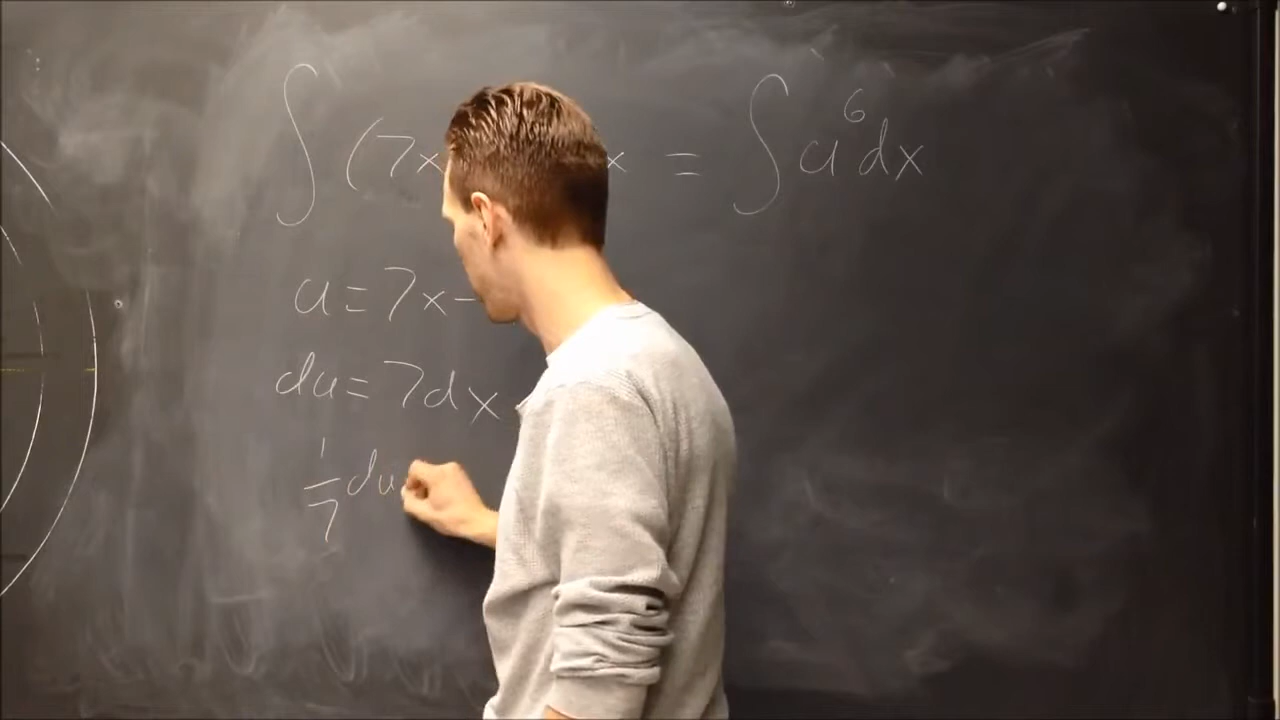 ∫ (7x x = ∫ u⁶ dx
u = 7x -
du = 7dx
1/7 du